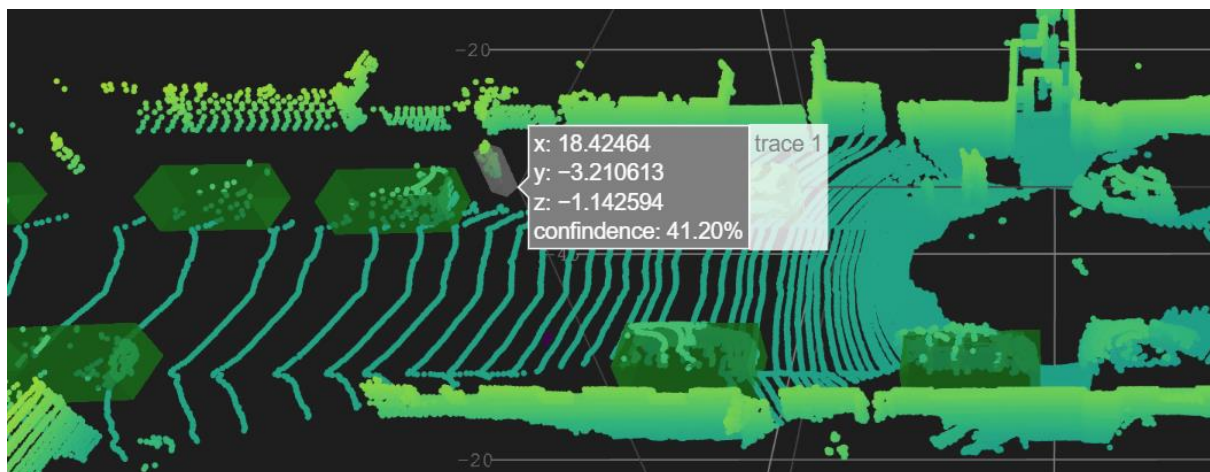 −20
x: 18.42464
trace 1
y: −3.210613
z: −1.142594
confindence: 41.20%
−20